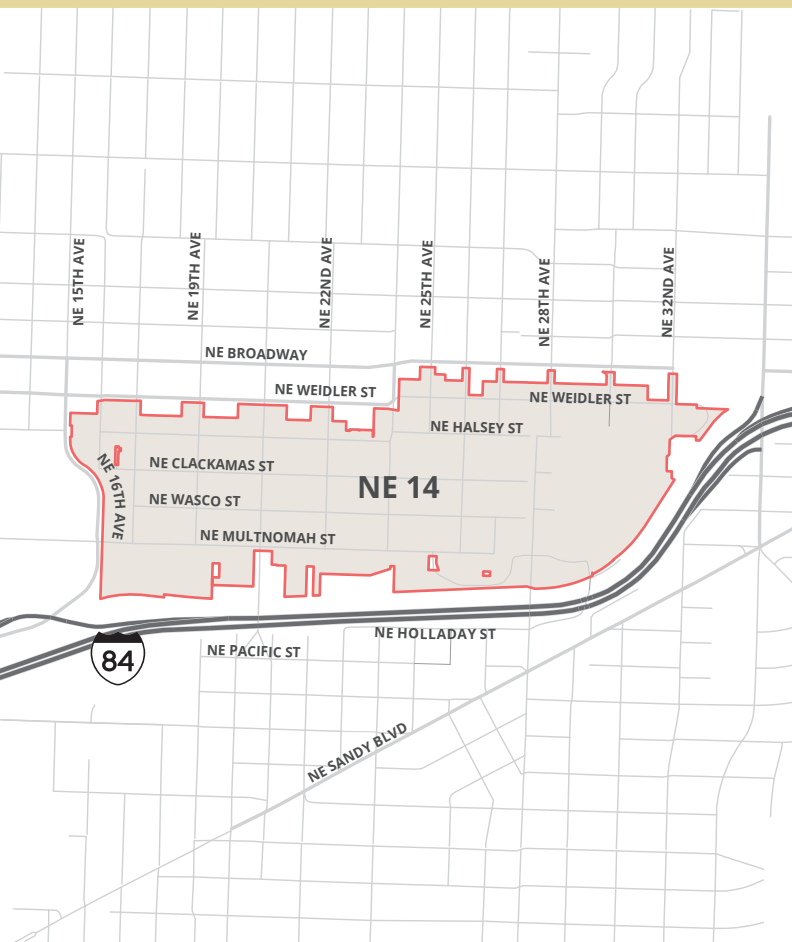 NE 15TH AVE
NE 19TH AVE
NE 22ND AVE
NE 25TH AVE
NE 28TH AVE
NE 32ND AVE
NE BROADWAY
NE WEIDLER ST
NE WEIDLER ST
NE HALSEY ST
NE CLACKAMAS ST
NE 16TH AVE
NE 14
NE WASCO ST
NE MULTNOMAH ST
NE HOLLADAY ST
84
NE PACIFIC ST
NE SANDY BLVD